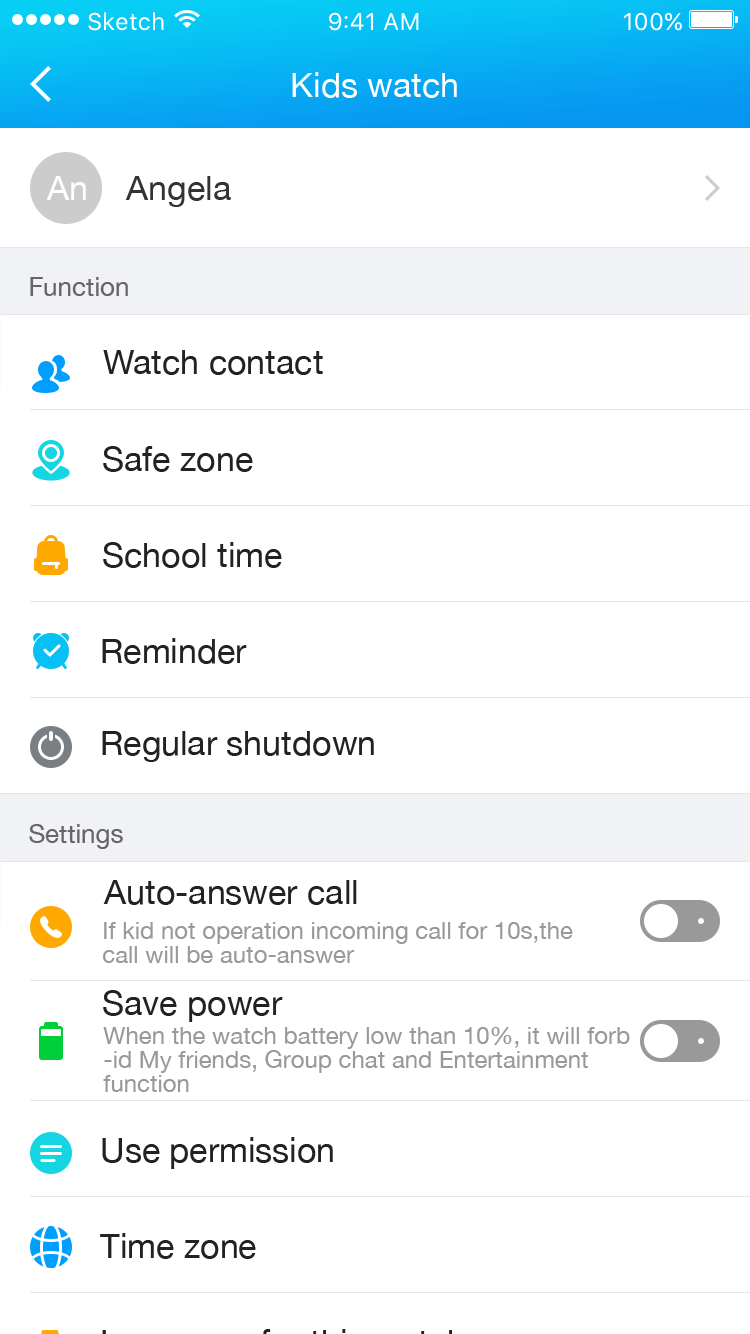 Sketch 9:41 AM 100%
Kids watch
An Angela
Function
Watch contact
Safe zone
School time
Reminder
Regular shutdown
Settings
Auto-answer call
If kid not operation incoming call for 10s,the
call will be auto-answer
Save power
When the watch battery low than 10%, it will forb
-id My friends, Group chat and Entertainment
function
Use permission
Time zone